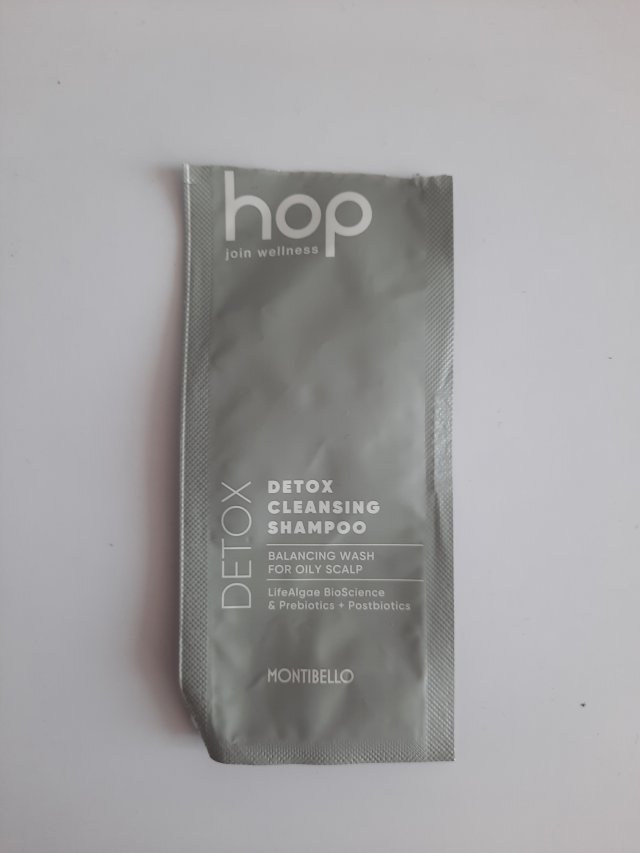 hop
join wellness
DETOX
DETOX
CLEANSING
SHAMPOO
BALANCING WASH
FOR OILY SCALP
LifeAlgae BioScience
& Prebiotics + Postbiotics
MONTIBELLO